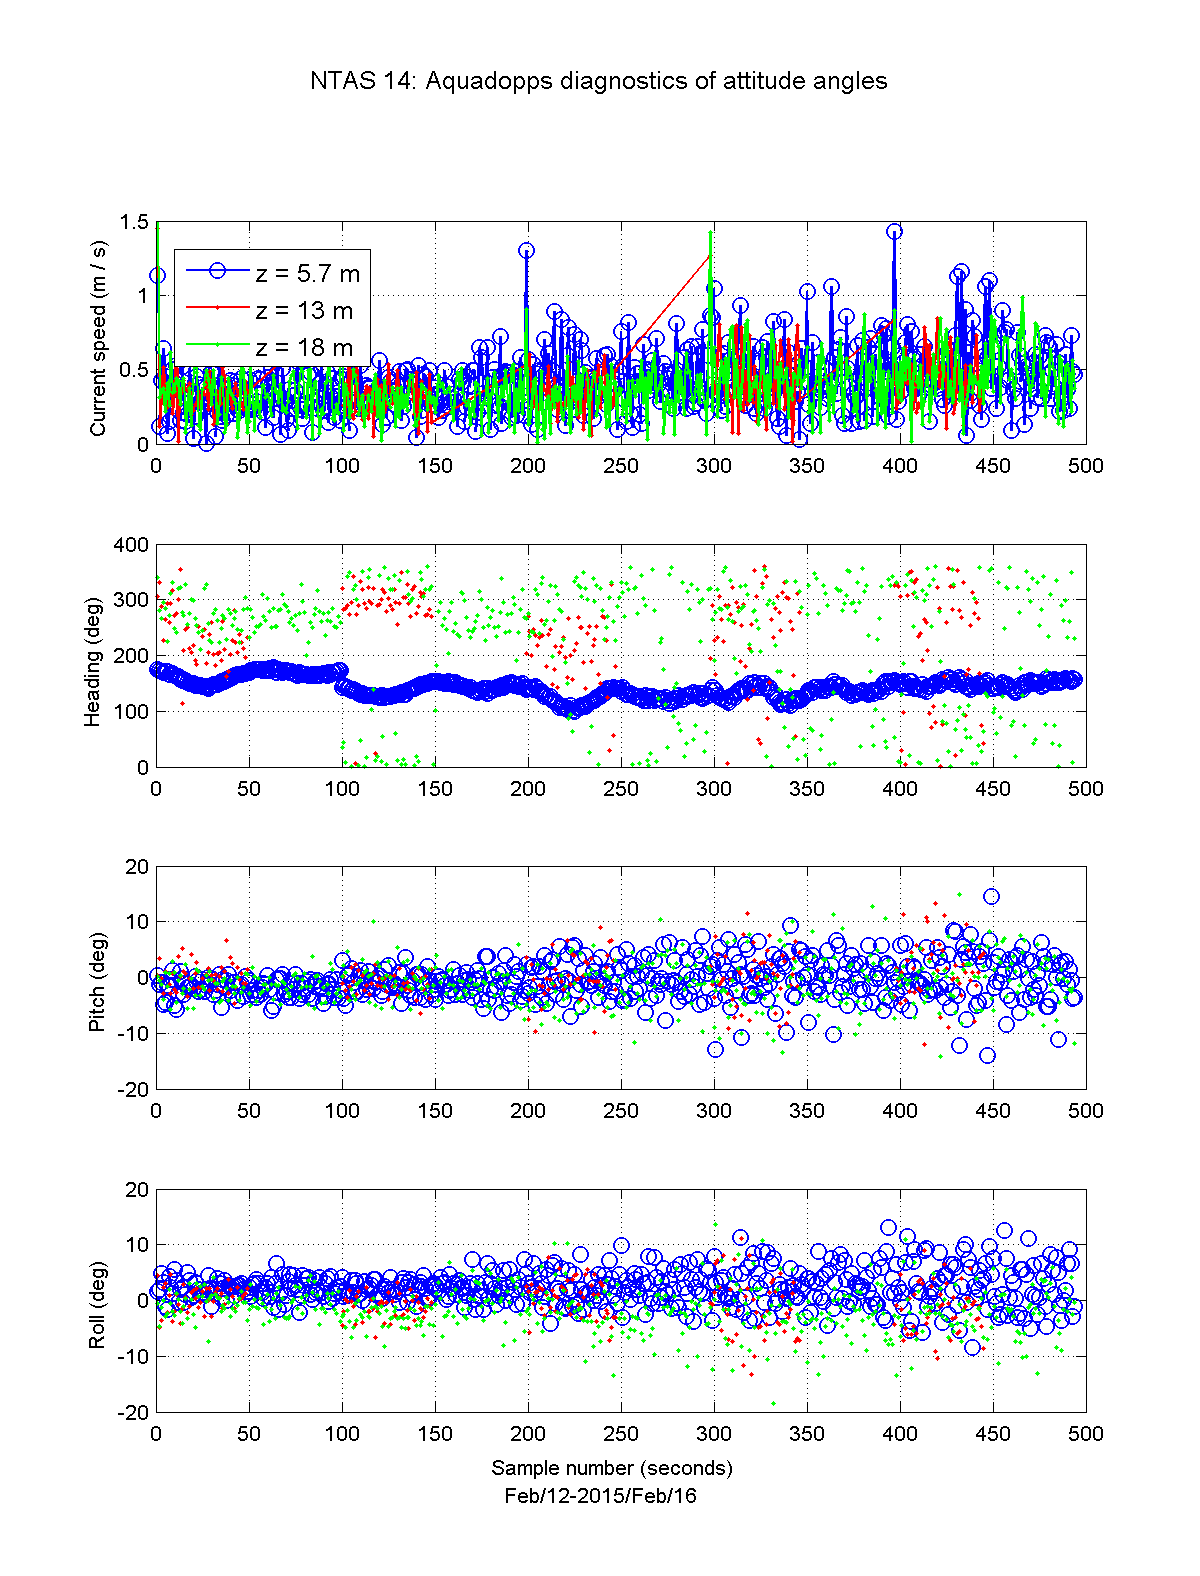 NTAS 14: Aquadopps diagnostics of attitude angles
Current speed (m / s)
1.5
1
0.5
0
z = 5.7 m
z = 13 m
z = 18 m
0 50 100 150 200 250 300 350 400 450 500
Heading (deg)
400
300
200
100
0
0 50 100 150 200 250 300 350 400 450 500
Pitch (deg)
20
10
0
-10
-20
0 50 100 150 200 250 300 350 400 450 500
Roll (deg)
20
10
0
-10
-20
0 50 100 150 200 250 300 350 400 450 500
Sample number (seconds)
Feb/12-2015/Feb/16